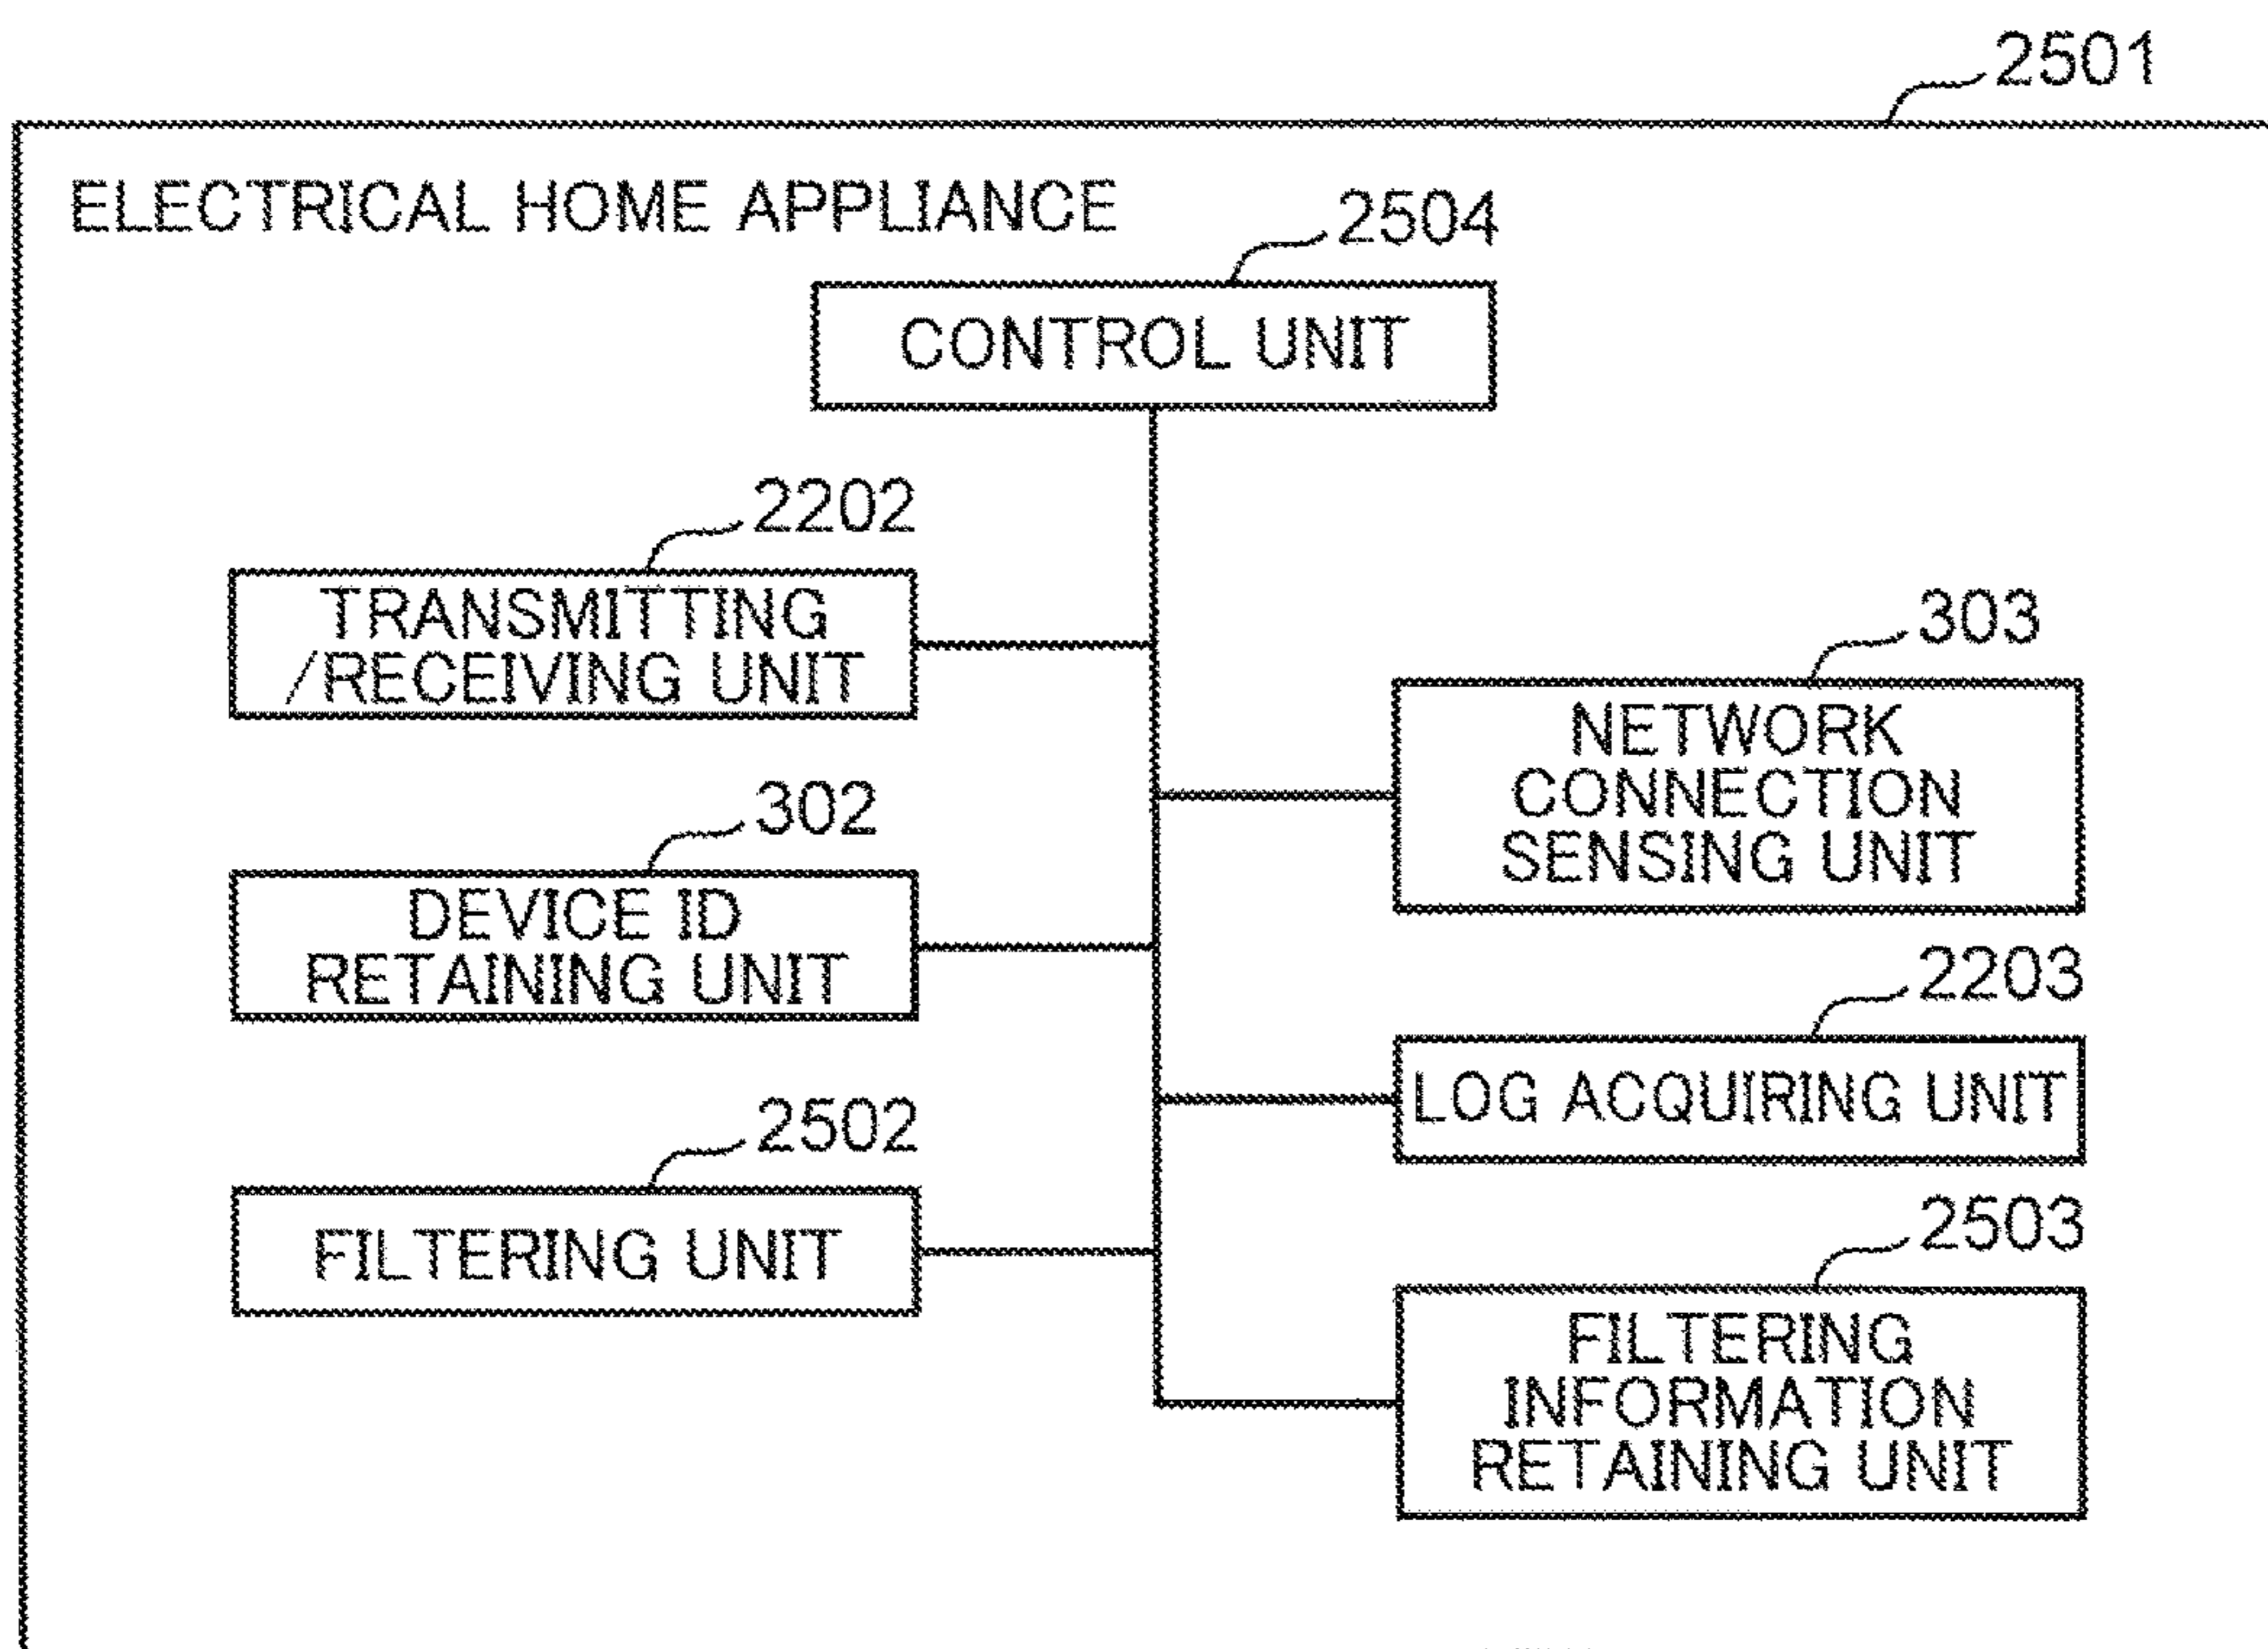 2501
ELECTRICAL HOME APPLIANCE
2504
CONTROL UNIT
2202
TRANSMITTING
/RECEIVING UNIT
303
NETWORK
CONNECTION
SENSING UNIT
302
DEVICE ID
RETAINING UNIT
2203
LOG ACQUIRING UNIT
2502
FILTERING UNIT
2503
FILTERING
INFORMATION
RETAINING UNIT